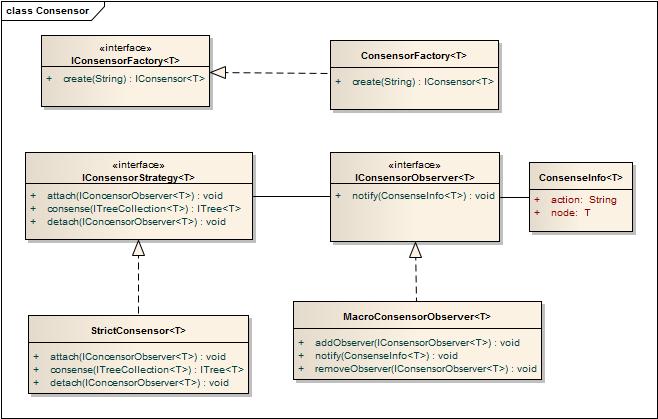 class Consensor
«interface»
IConsensorFactory<T>
+ create(String) : IConsensor<T>
ConsensorFactory<T>
+ create(String) : IConsensor<T>
«interface»
IConsensorStrategy<T>
+ attach(IConcensorObserver<T>) : void
+ consense(ITreeCollection<T>) : ITree<T>
+ detach(IConcensorObserver<T>) : void
«interface»
IConsensorObserver<T>
+ notify(ConsenseInfo<T>) : void
ConsenseInfo<T>
+ action: String
+ node: T
StrictConsensor<T>
+ attach(IConcensorObserver<T>) : void
+ consense(ITreeCollection<T>) : ITree<T>
+ detach(IConcensorObserver<T>) : void
MacroConsensorObserver<T>
+ addObserver(IConsensorObserver<T>) : void
+ notify(ConsenseInfo<T>) : void
+ removeObserver(IConsensorObserver<T>) : void